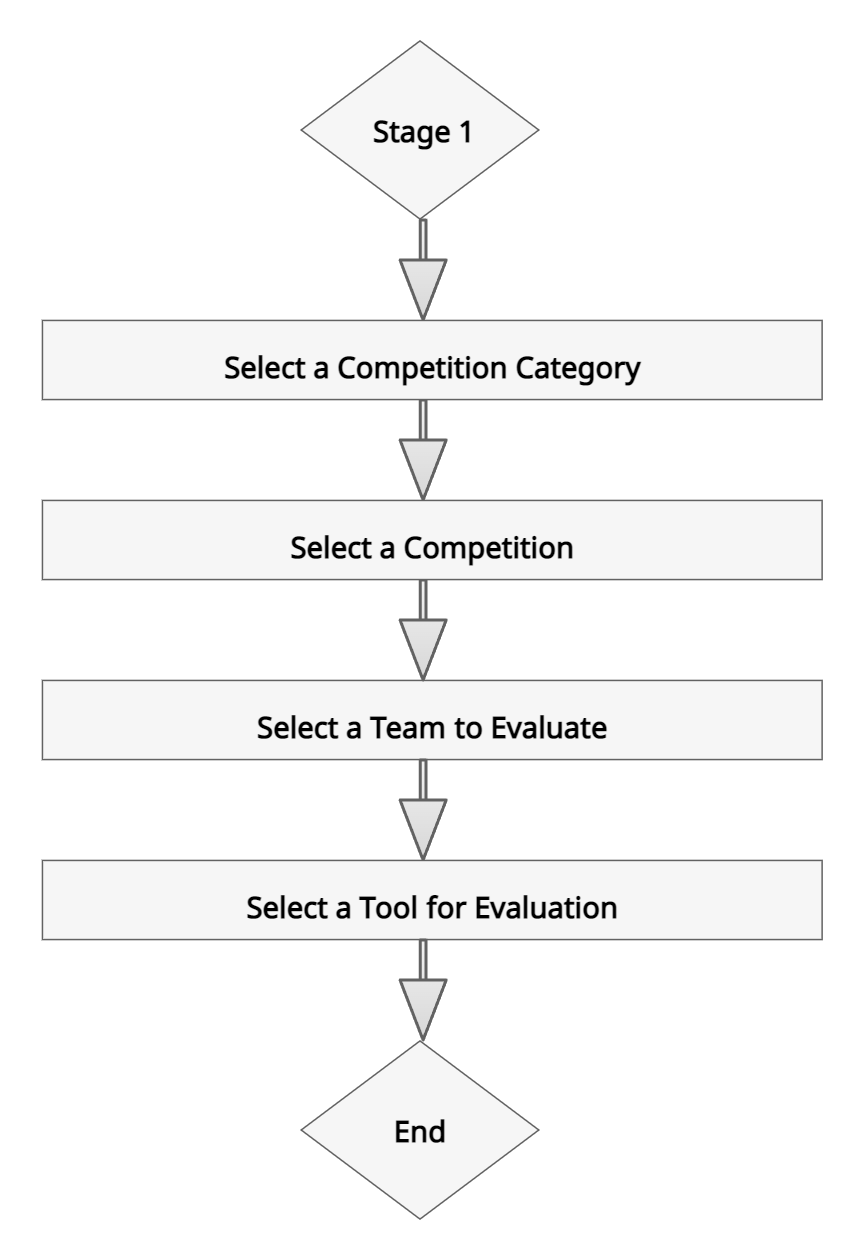 Stage 1
Select a Competition Category
Select a Competition
Select a Team to Evaluate
Select a Tool for Evaluation
End